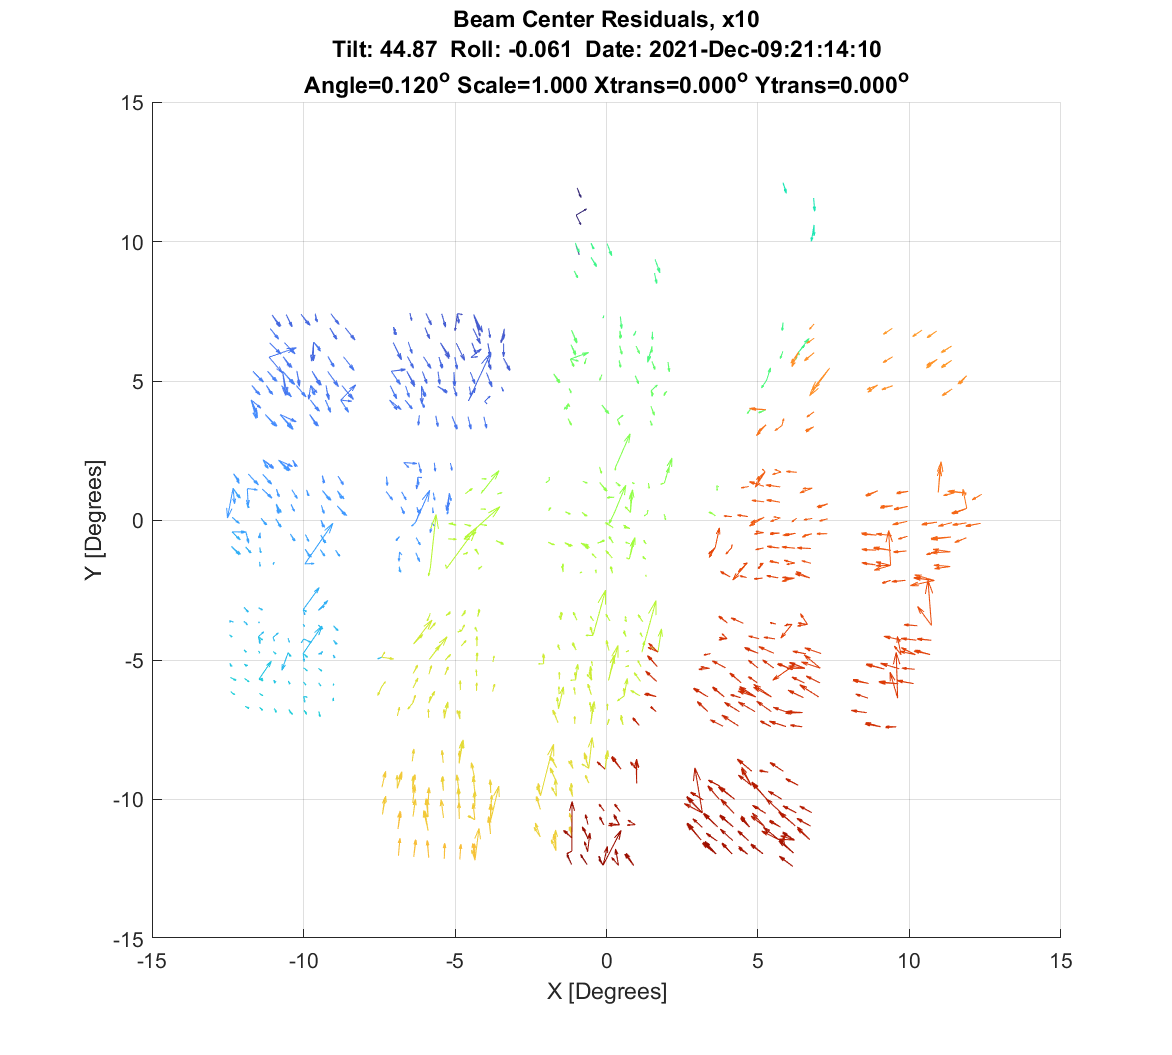 Beam Center Residuals, x10
Tilt: 44.87 Roll: -0.061 Date: 2021-Dec-09:21:14:10
Angle=0.120° Scale=1.000 Xtrans=0.000° Ytrans=0.000°
15
10
5
0
-5
-10
-15
Y [Degrees]
-15 -10 -5 0 5 10 15
X [Degrees]